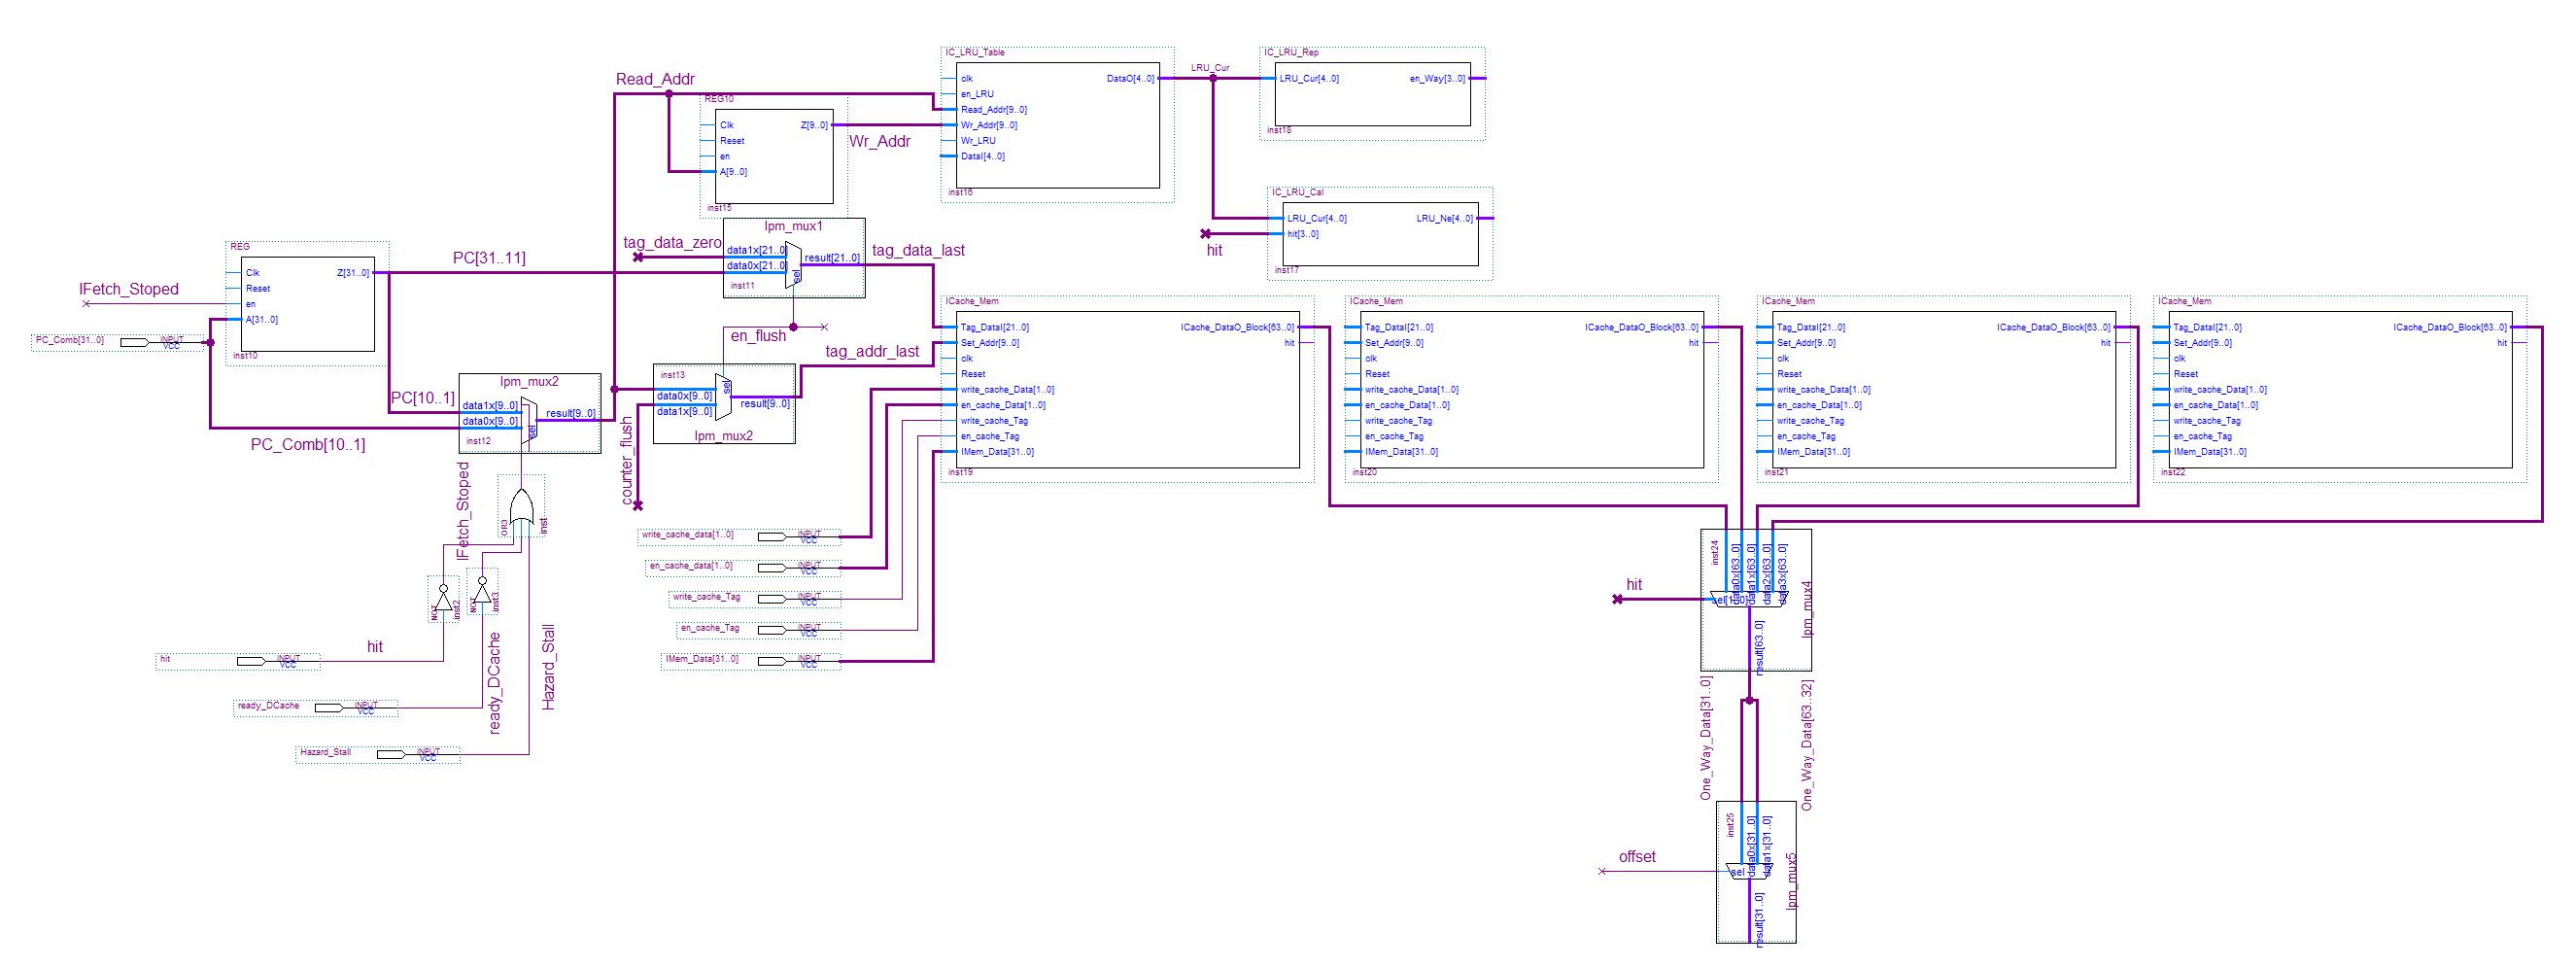 IC_LRU_Table
clk
en_LRU
Read_Addr[9..0]
Wr_Addr[9..0]
Wr_LRU
DataI[4..0]
DataO[4..0]
inst16
LRU_Cur
IC_LRU_Rep
LRU_Cur[4..0]
en_Way[3..0]
inst18
IC_LRU_Cal
LRU_Cur[4..0]
hit[3..0]
LRU_Ne[4..0]
inst17
hit
Read_Addr
REG10
Clk
Reset
en
A[9..0]
Z[9..0]
inst15
Wr_Addr
lpm_mux1
tag_data_zero
data1x[21..0]
data0x[21..0]
sel
result[21..0]
inst11
tag_data_last
PC[31..11]
REG
Clk
Reset
en
A[31..0]
Z[31..0]
inst10
IFetch_Stoped
PC_Comb[31..0]
INPUT
VCC
lpm_mux2
data1x[9..0]
data0x[9..0]
sel
result[9..0]
inst12
PC[10..1]
PC_Comb[10..1]
en_flush
inst13
data0x[9..0]
data1x[9..0]
sel
result[9..0]
lpm_mux2
tag_addr_last
counter_flush
IFetch_Stoped
OR3
inst
NOT
inst2
NOT
inst3
hit
INPUT
VCC
hit
ready_DCache
INPUT
VCC
ready_DCache
Hazard_Stall
INPUT
VCC
Hazard_Stall
ICache_Mem
Tag_DataI[21..0]
Set_Addr[9..0]
clk
Reset
write_cache_Data[1..0]
en_cache_Data[1..0]
write_cache_Tag
en_cache_Tag
IMem_Data[31..0]
ICache_DataO_Block[63..0]
hit
inst19
ICache_Mem
Tag_DataI[21..0]
Set_Addr[9..0]
clk
Reset
write_cache_Data[1..0]
en_cache_Data[1..0]
write_cache_Tag
en_cache_Tag
IMem_Data[31..0]
ICache_DataO_Block[63..0]
hit
inst20
ICache_Mem
Tag_DataI[21..0]
Set_Addr[9..0]
clk
Reset
write_cache_Data[1..0]
en_cache_Data[1..0]
write_cache_Tag
en_cache_Tag
IMem_Data[31..0]
ICache_DataO_Block[63..0]
hit
inst21
ICache_Mem
Tag_DataI[21..0]
Set_Addr[9..0]
clk
Reset
write_cache_Data[1..0]
en_cache_Data[1..0]
write_cache_Tag
en_cache_Tag
IMem_Data[31..0]
ICache_DataO_Block[63..0]
hit
inst22
write_cache_data[1..0]
INPUT
VCC
en_cache_data[1..0]
INPUT
VCC
write_cache_Tag
INPUT
VCC
en_cache_Tag
INPUT
VCC
IMem_Data[31..0]
INPUT
VCC
inst24
data0x[63..0]
data1x[63..0]
data2x[63..0]
data3x[63..0]
hit
sel[1..0]
lpm_mux4
result[63..0]
One_Way_Data[31..0]
One_Way_Data[63..32]
inst25
data0x[31..0]
data1x[31..0]
offset
sel
lpm_mux5
result[31..0]